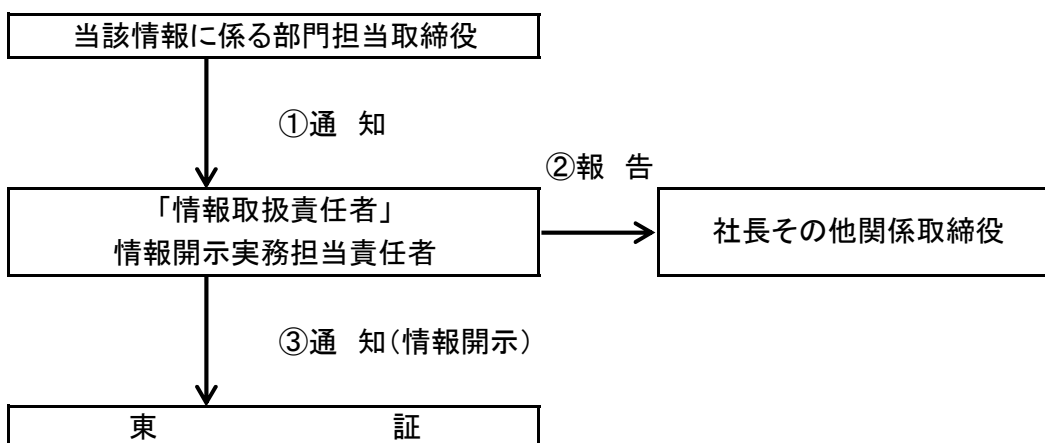 当該情報に係る部門担当取締役
①通　知
②報　告
「情報取扱責任者」
情報開示実務担当責任者
社長その他関係取締役
③通　知（情報開示）
東　　　　　　　　証